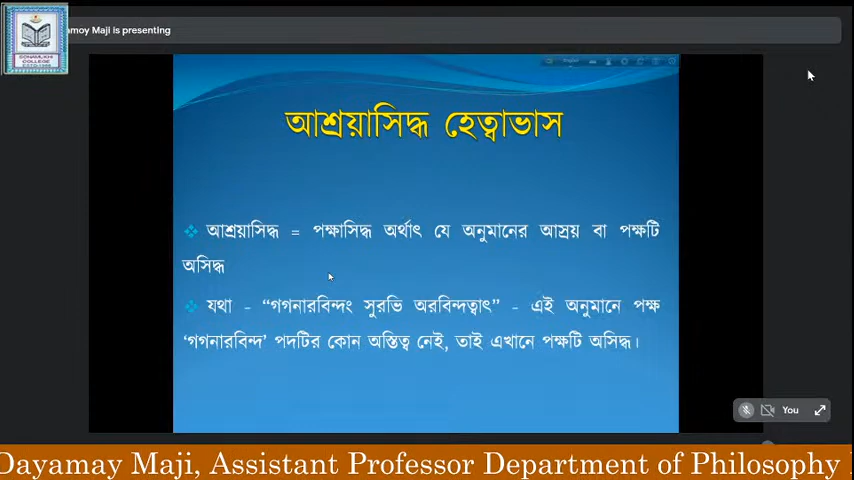 amoy Maji is presenting
COLLEGE
আশ্রয়াসিদ্ধ হেত্বাভাস
আশ্রয়াসিদ্ধ = পক্ষাসিদ্ধ অর্থাৎ যে অনুমানের আস্রয় বা পক্ষটি
অসিদ্ধ
যথা - “গগনারবিন্দং সুরভি অরবিন্দত্বাৎ” - এই অনুমানে পক্ষ
‘গগনারবিন্দ’ পদটির কোন অস্তিত্ব নেই, তাই এখানে পক্ষটি অসিদ্ধ।
You
Dayamay Maji, Assistant Professor Department of Philosophy